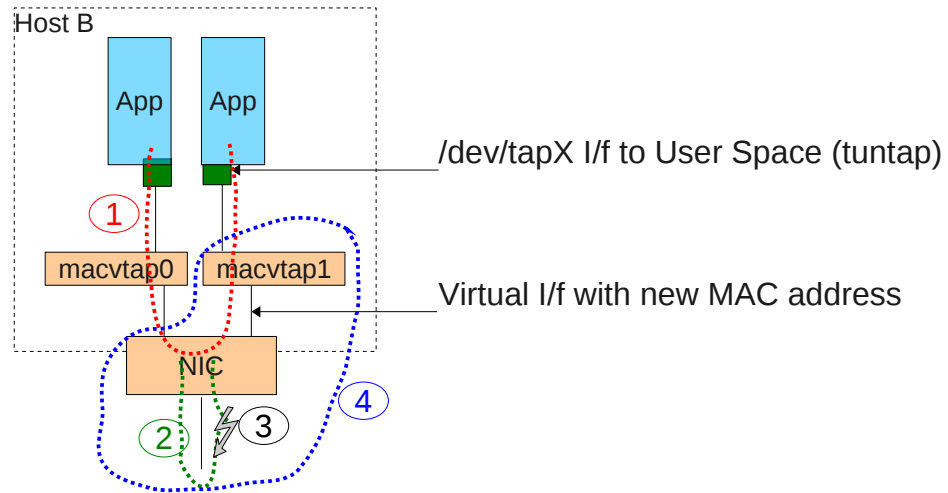 Host B
App
App
/dev/tapX I/f to User Space (tuntap)
1
macvtap0
macvtap1
Virtual I/f with new MAC address
NIC
4
2
3